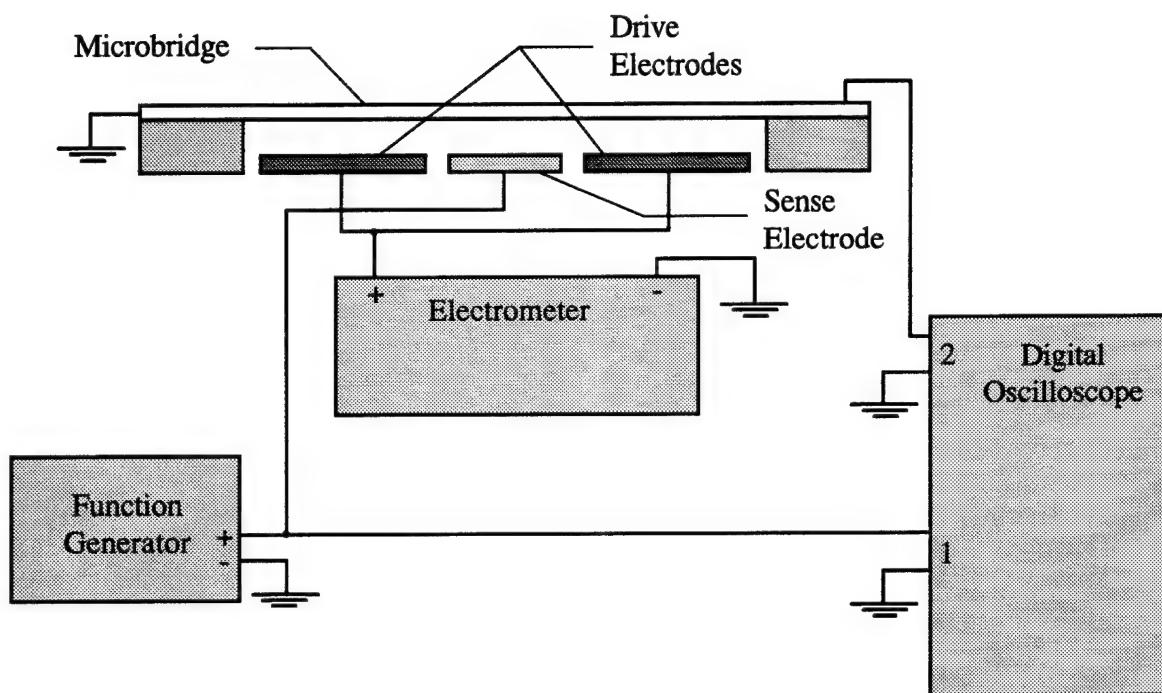 Microbridge
Drive
Electrodes
Sense
Electrode
+
-
Electrometer
2
Digital
Oscilloscope
Function
Generator
+
-
1